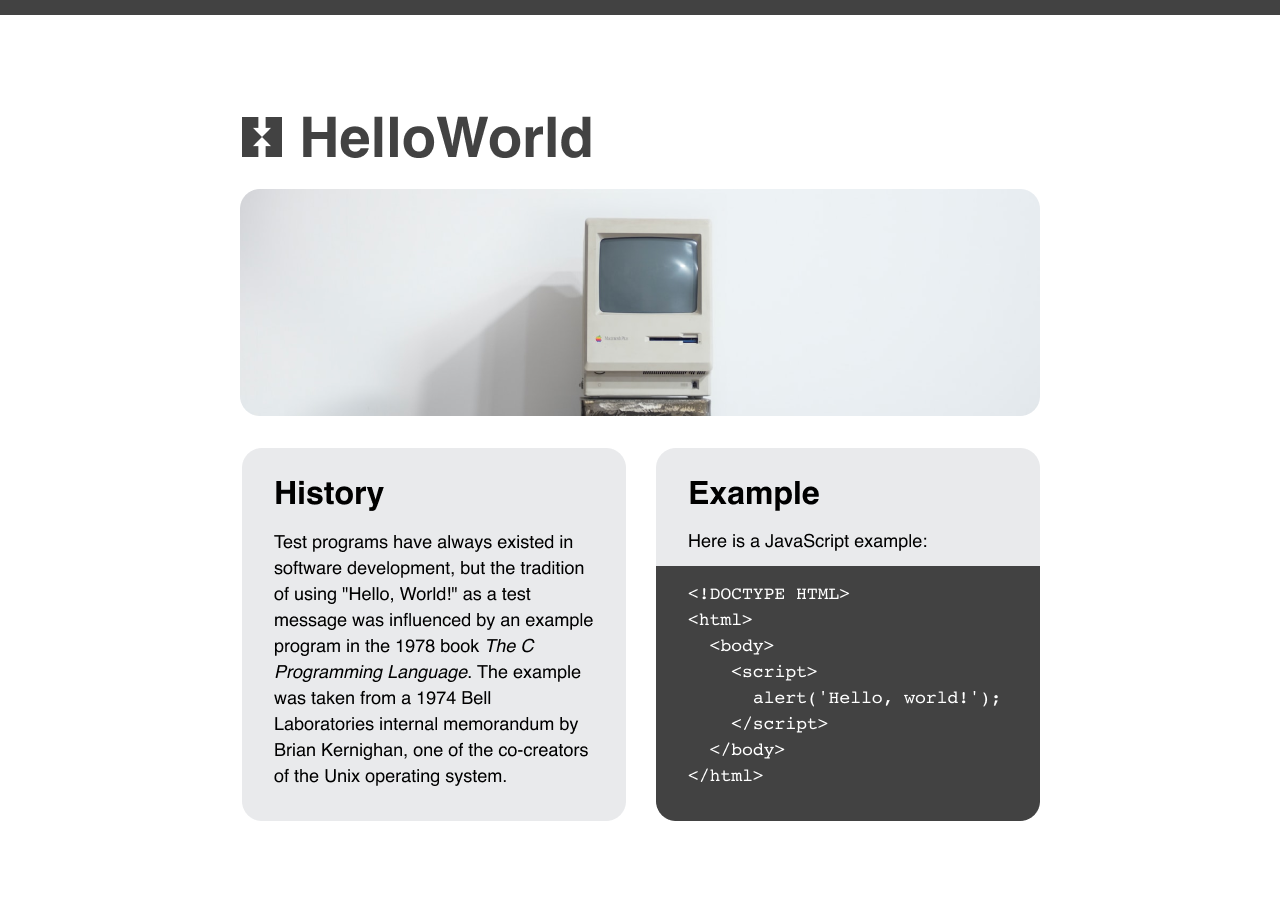 HelloWorld
History
Test programs have always existed in
software development, but the tradition
of using "Hello, World!" as a test
message was influenced by an example
program in the 1978 book The C
Programming Language. The example
was taken from a 1974 Bell
Laboratories internal memorandum by
Brian Kernighan, one of the co-creators
of the Unix operating system.
Example
Here is a JavaScript example:
<!DOCTYPE HTML>
<html>
  <body>
    <script>
      alert('Hello, world!');
    </script>
  </body>
</html>